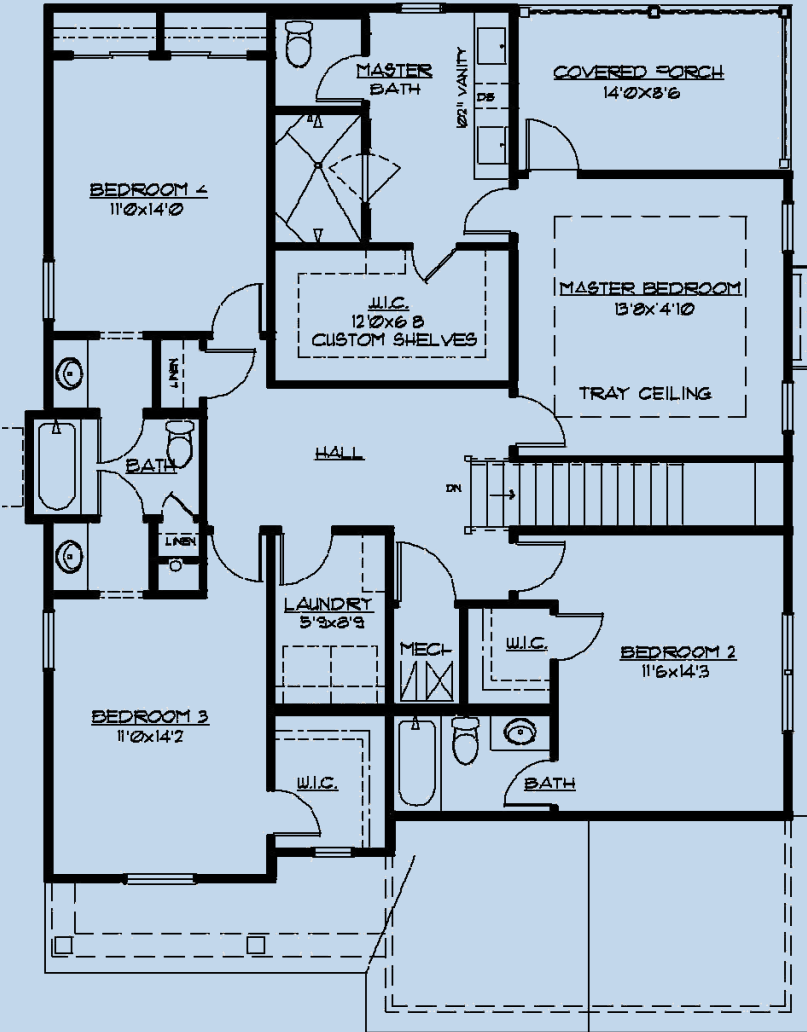 MASTER
BATH
102" VANITY
DB
COVERED PORCH
14'0x8'6
BEDROOM 4
11'0x14'0
W.I.C.
12'0x6'8
CUSTOM SHELVES
MASTER BEDROOM
13'8x14'10
TRAY CEILING
BATH
HALL
DN
LINEN
LAUNDRY
5'9x8'9
MECH
W.I.C.
BEDROOM 2
11'6x14'3
BEDROOM 3
11'0x14'2
W.I.C.
BATH